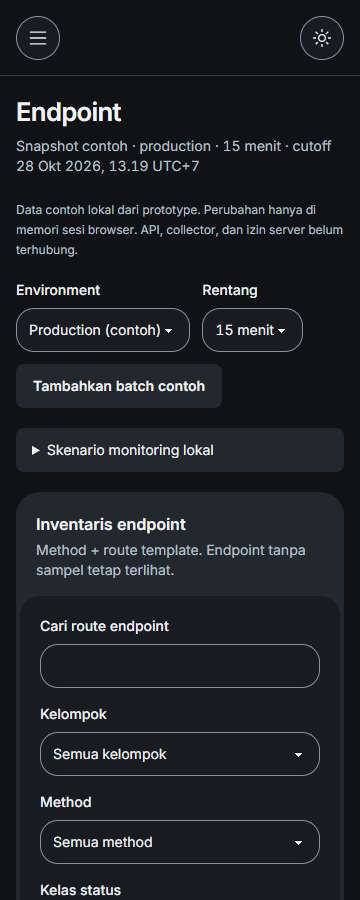 Endpoint
Snapshot contoh · production · 15 menit · cutoff
28 Okt 2026, 13.19 UTC+7
Data contoh lokal dari prototype. Perubahan hanya di
memori sesi browser. API, collector, dan izin server belum
terhubung.
Environment
Rentang
Production (contoh)
15 menit
Tambahkan batch contoh
Skenario monitoring lokal
Inventaris endpoint
Method + route template. Endpoint tanpa
sampel tetap terlihat.
Cari route endpoint
Kelompok
Semua kelompok
Method
Semua method
Kelas status